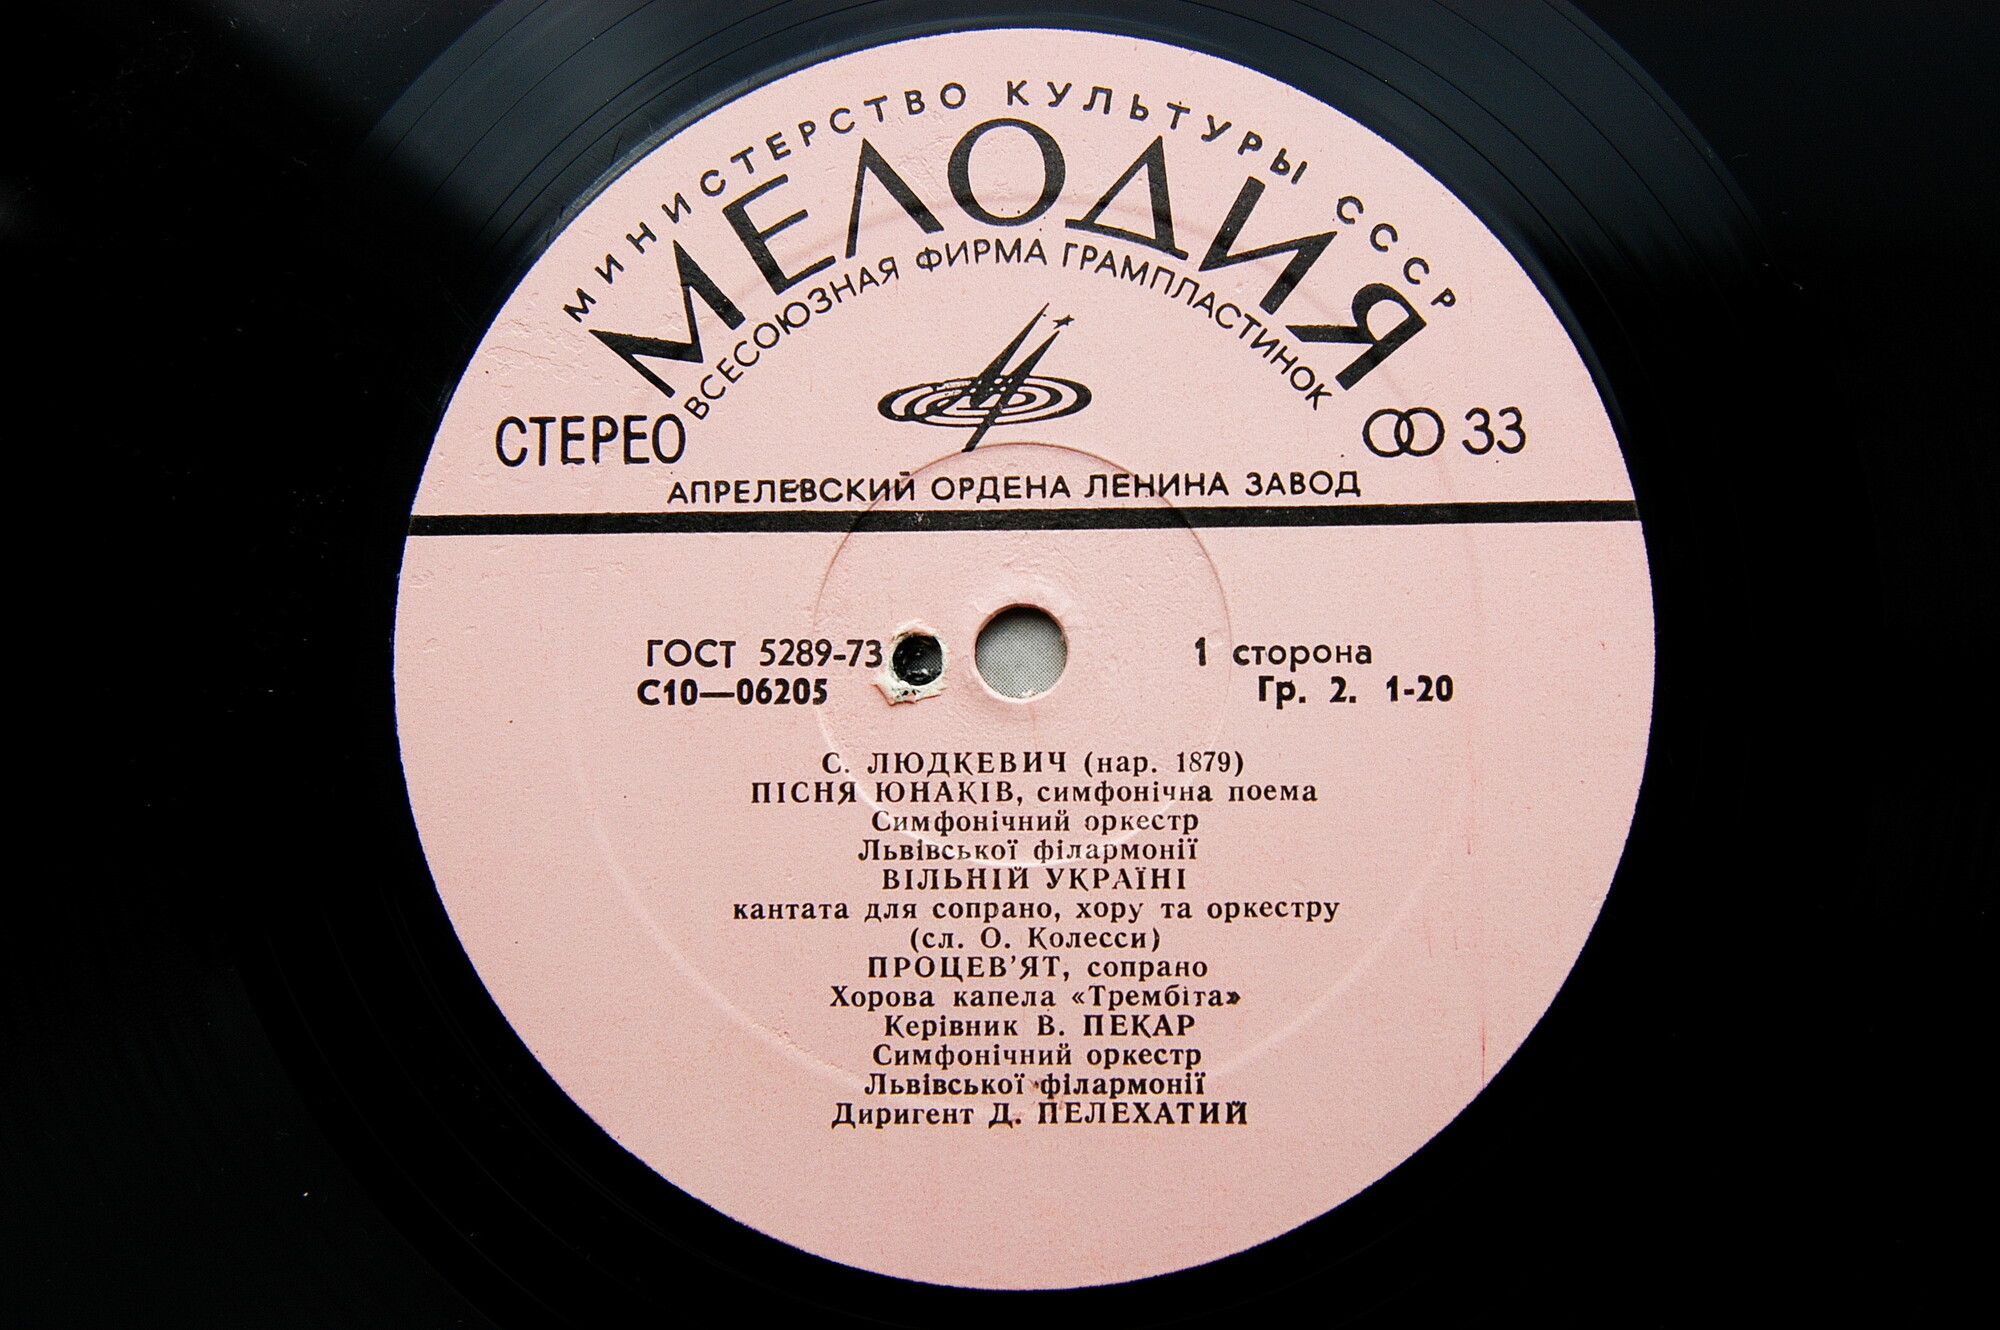 МИНИСТЕРСТВО КУЛЬТУРЫ СССР
МЕЛОДИЯ
ВСЕСОЮЗНАЯ ФИРМА ГРАМПЛАСТИНОК
СТЕРЕО
33
АПРЕЛЕВСКИЙ ОРДЕНА ЛЕНИНА ЗАВОД
ГОСТ 5289-73
1 сторона
С10—06205
Гр. 2. 1-20
С. ЛЮДКЕВИЧ (нар. 1879)
ПІСНЯ ЮНАКІВ, симфонічна поема
Симфонічний оркестр
Львівської філармонії
ВІЛЬНІЙ УКРАЇНІ
кантата для сопрано, хору та оркестру
(сл. О. Колесси)
ПРОЦЕВ’ЯТ, сопрано
Хорова капела «Трембіта»
Керівник В. ПЕКАР
Симфонічний оркестр
Львівської філармонії
Диригент Д. ПЕЛЕХАТИЙ